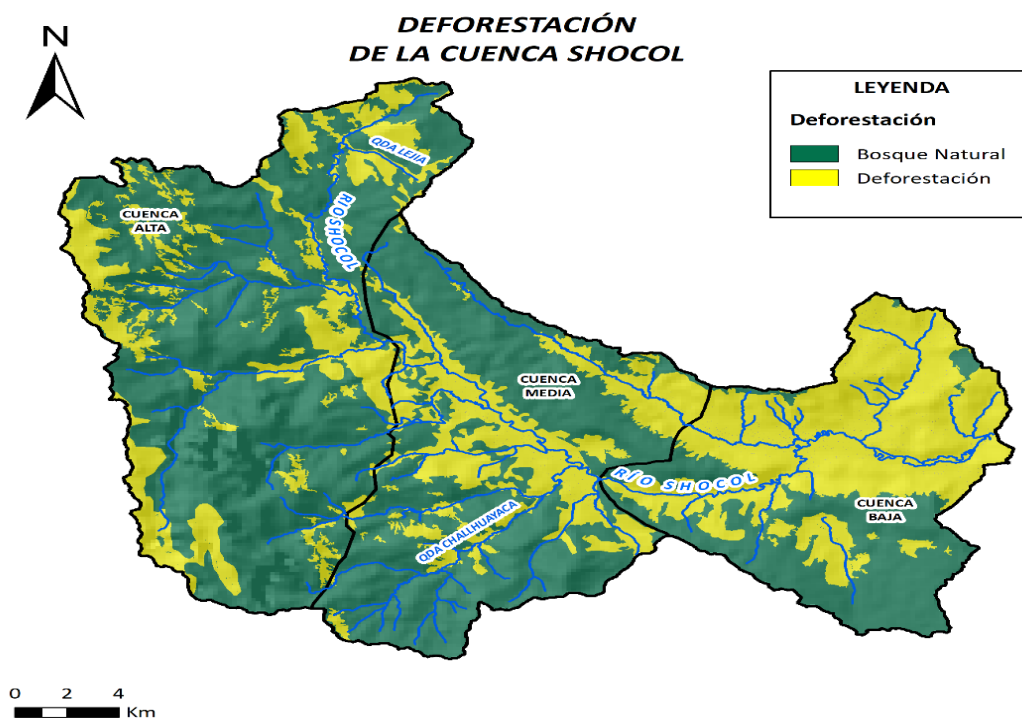 DEFORESTACIÓN
DE LA CUENCA SHOCOL
N
LEYENDA
Deforestación
Bosque Natural
Deforestación
QDA LEJIA
CUENCA
ALTA
RÍO SHOCOL
CUENCA
MEDIA
RÍO SHOCOL
CUENCA
BAJA
QDA CHALLHUAYACA
0 2 4
Km